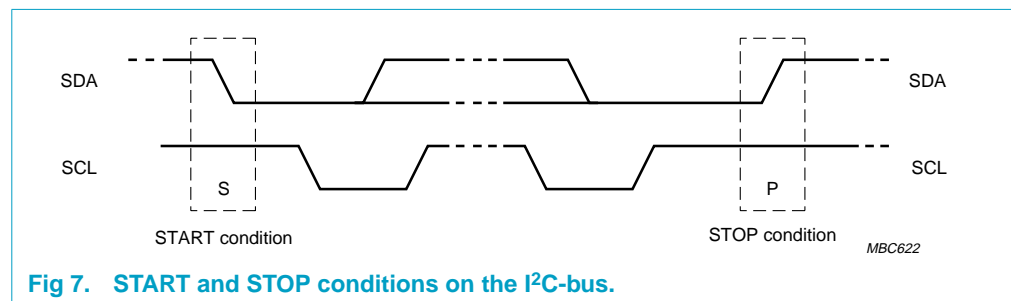 SDA
SDA
SCL
SCL
S
P
START condition
STOP condition
MBC622
Fig 7. START and STOP conditions on the I²C-bus.